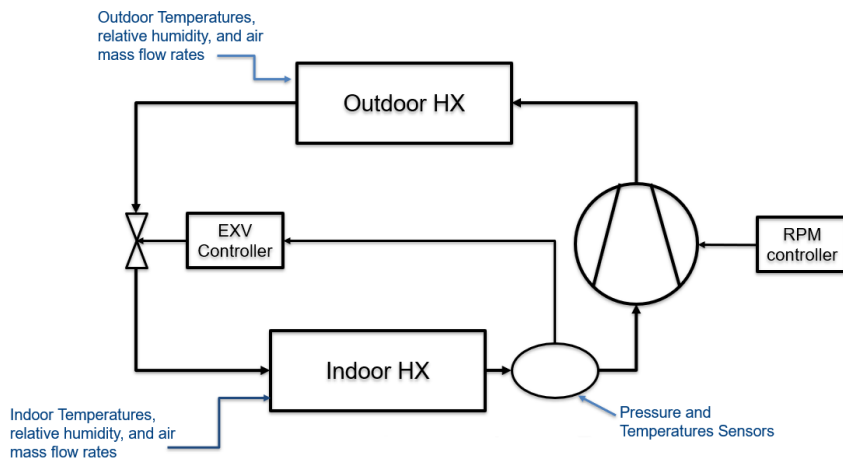 Outdoor Temperatures,
relative humidity, and air
mass flow rates
Outdoor HX
EXV
Controller
RPM
controller
Indoor HX
Indoor Temperatures,
relative humidity, and air
mass flow rates
Pressure and
Temperatures Sensors